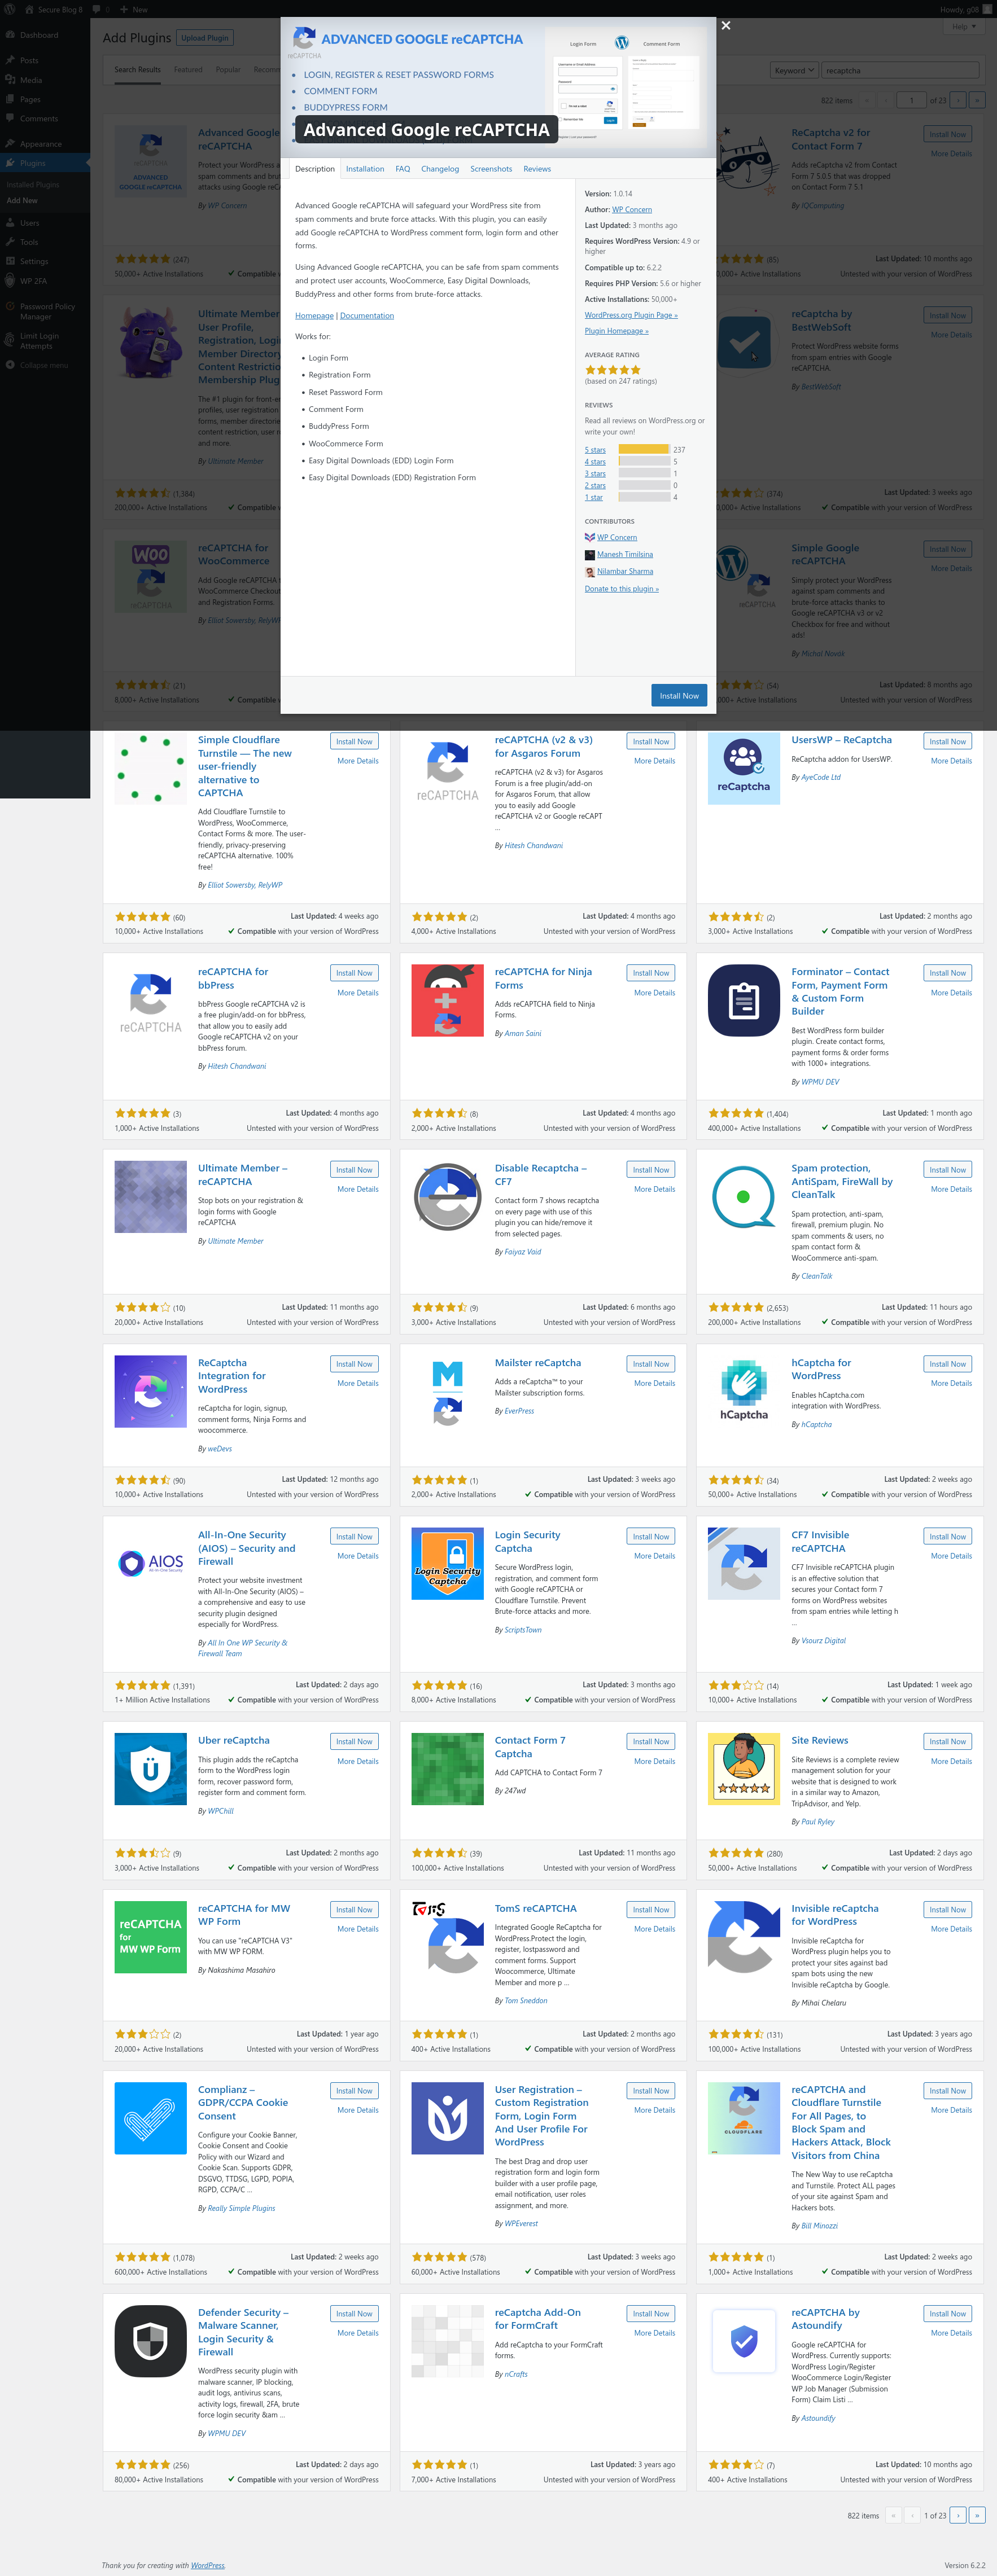 Secure Blog 8
0
New
Howdy, g08
Dashboard
Posts
Media
Pages
Comments
Appearance
Plugins
Installed Plugins
Add New
Users
Tools
Settings
WP 2FA
Password Policy
Manager
Limit Login
Attempts
Collapse menu
Add Plugins
Upload Plugin
Help
Search Results
Featured
Popular
Keyword
recaptcha
822 items
«
‹
1
of 23
›
»
ADVANCED GOOGLE reCAPTCHA
reCAPTCHA
• LOGIN, REGISTER & RESET PASSWORD FORMS
• COMMENT FORM
• BUDDYPRESS FORM
Login Form
Comment Form
Advanced Google reCAPTCHA
Description
Installation
FAQ
Changelog
Screenshots
Reviews
Advanced Google reCAPTCHA will safeguard your WordPress site from
spam comments and brute force attacks. With this plugin, you can easily
add Google reCAPTCHA to WordPress comment form, login form and other
forms.
Using Advanced Google reCAPTCHA, you can be safe from spam comments
and protect user accounts, WooCommerce, Easy Digital Downloads,
BuddyPress and other forms from brute-force attacks.
Homepage | Documentation
Works for:
• Login Form
• Registration Form
• Reset Password Form
• Comment Form
• BuddyPress Form
• WooCommerce Form
• Easy Digital Downloads (EDD) Login Form
• Easy Digital Downloads (EDD) Registration Form
Version: 1.0.14
Author: WP Concern
Last Updated: 3 months ago
Requires WordPress Version: 4.9 or
higher
Compatible up to: 6.2.2
Requires PHP Version: 5.6 or higher
Active Installations: 50,000+
WordPress.org Plugin Page »
Plugin Homepage »
AVERAGE RATING
(based on 247 ratings)
REVIEWS
Read all reviews on WordPress.org or
write your own!
5 stars 237
4 stars 5
3 stars 1
2 stars 0
1 star 4
CONTRIBUTORS
WP Concern
Manesh Timilsina
Nilambar Sharma
Donate to this plugin »
Install Now
Advanced Google
reCAPTCHA
Protect your WordPress s
spam comments and brut
attacks using Google reCA
By WP Concern
(247)
50,000+ Active Installations
Compatible
ReCaptcha v2 for
Contact Form 7
Install Now
More Details
Adds reCaptcha v2 from Contact
Form 7 5.0.5 that was dropped
on Contact Form 7 5.1
By IQComputing
(85)
Last Updated: 10 months ago
Untested with your version of WordPress
Ultimate Member
User Profile,
Registration, Login
Member Directory
Content Restrictio
Membership Plug
The #1 plugin for front-er
profiles, user registration
forms, member directorie
content restriction, user r
and more.
By Ultimate Member
(1,384)
200,000+ Active Installations
Compatible
reCaptcha by
BestWebSoft
Install Now
More Details
Protect WordPress website forms
from spam entries with Google
reCAPTCHA.
By BestWebSoft
(374)
Last Updated: 3 weeks ago
Compatible with your version of WordPress
WOO
reCAPTCHA
reCAPTCHA for
WooCommerce
Add Google reCAPTCHA t
WooCommerce Checkout
and Registration Forms.
By Elliot Sowersby, RelyWP
(21)
8,000+ Active Installations
Compatible
reCAPTCHA
Simple Google
reCAPTCHA
Install Now
More Details
Simply protect your WordPress
against spam comments and
brute-force attacks thanks to
Google reCAPTCHA v3 or v2
Checkbox for free and without
ads!
By Michal Novák
(54)
Last Updated: 8 months ago
Untested with your version of WordPress
Simple Cloudflare
Turnstile — The new
user-friendly
alternative to
CAPTCHA
Install Now
More Details
Add Cloudflare Turnstile to
WordPress, WooCommerce,
Contact Forms & more. The user-
friendly, privacy-preserving
reCAPTCHA alternative. 100%
free!
By Elliot Sowersby, RelyWP
(60)
Last Updated: 4 weeks ago
10,000+ Active Installations
Compatible with your version of WordPress
reCAPTCHA
reCAPTCHA (v2 & v3)
for Asgaros Forum
Install Now
More Details
reCAPTCHA (v2 & v3) for Asgaros
Forum is a free plugin/add-on
for Asgaros Forum, that allow
you to easily add Google
reCAPTCHA v2 or Google reCAPT
...
By Hitesh Chandwani
(2)
Last Updated: 4 months ago
4,000+ Active Installations
Untested with your version of WordPress
reCaptcha
UsersWP – ReCaptcha
Install Now
More Details
ReCaptcha addon for UsersWP.
By AyeCode Ltd
(2)
Last Updated: 2 months ago
3,000+ Active Installations
Compatible with your version of WordPress
reCAPTCHA
reCAPTCHA for
bbPress
Install Now
More Details
bbPress Google reCAPTCHA v2 is
a free plugin/add-on for bbPress,
that allow you to easily add
Google reCAPTCHA v2 on your
bbPress forum.
By Hitesh Chandwani
(3)
Last Updated: 4 months ago
1,000+ Active Installations
Untested with your version of WordPress
reCAPTCHA for Ninja
Forms
Install Now
More Details
Adds reCAPTCHA field to Ninja
Forms.
By Aman Saini
(8)
Last Updated: 4 months ago
2,000+ Active Installations
Untested with your version of WordPress
Forminator – Contact
Form, Payment Form
& Custom Form
Builder
Install Now
More Details
Best WordPress form builder
plugin. Create contact forms,
payment forms & order forms
with 1000+ integrations.
By WPMU DEV
(1,404)
Last Updated: 1 month ago
400,000+ Active Installations
Compatible with your version of WordPress
Ultimate Member –
reCAPTCHA
Install Now
More Details
Stop bots on your registration &
login forms with Google
reCAPTCHA
By Ultimate Member
(10)
Last Updated: 11 months ago
20,000+ Active Installations
Untested with your version of WordPress
Disable Recaptcha –
CF7
Install Now
More Details
Contact form 7 shows recaptcha
on every page with use of this
plugin you can hide/remove it
from selected pages.
By Faiyaz Vaid
(9)
Last Updated: 6 months ago
3,000+ Active Installations
Untested with your version of WordPress
Spam protection,
AntiSpam, FireWall by
CleanTalk
Install Now
More Details
Spam protection, anti-spam,
firewall, premium plugin. No
spam comments & users, no
spam contact form &
WooCommerce anti-spam.
By CleanTalk
(2,653)
Last Updated: 11 hours ago
200,000+ Active Installations
Compatible with your version of WordPress
ReCaptcha
Integration for
WordPress
Install Now
More Details
reCaptcha for login, signup,
comment forms, Ninja Forms and
woocommerce.
By weDevs
(90)
Last Updated: 12 months ago
10,000+ Active Installations
Untested with your version of WordPress
Mailster reCaptcha
Install Now
More Details
Adds a reCaptcha™ to your
Mailster subscription forms.
By EverPress
(1)
Last Updated: 3 weeks ago
2,000+ Active Installations
Compatible with your version of WordPress
hCaptcha
hCaptcha for
WordPress
Install Now
More Details
Enables hCaptcha.com
integration with WordPress.
By hCaptcha
(34)
Last Updated: 2 weeks ago
50,000+ Active Installations
Compatible with your version of WordPress
AIOS
All-In-One Security
All-In-One Security
(AIOS) – Security and
Firewall
Install Now
More Details
Protect your website investment
with All-In-One Security (AIOS) –
a comprehensive and easy to use
security plugin designed
especially for WordPress.
By All In One WP Security &
Firewall Team
(1,391)
Last Updated: 2 days ago
1+ Million Active Installations
Compatible with your version of WordPress
Login Security
Captcha
Login Security
Captcha
Install Now
More Details
Secure WordPress login,
registration, and comment form
with Google reCAPTCHA or
Cloudflare Turnstile. Prevent
Brute-force attacks and more.
By ScriptsTown
(16)
Last Updated: 3 months ago
8,000+ Active Installations
Compatible with your version of WordPress
CF7 Invisible
reCAPTCHA
Install Now
More Details
CF7 Invisible reCAPTCHA plugin
is an effective solution that
secures your Contact form 7
forms on WordPress websites
from spam entries while letting h
...
By Vsourz Digital
(14)
Last Updated: 1 week ago
10,000+ Active Installations
Compatible with your version of WordPress
Uber reCaptcha
Install Now
More Details
This plugin adds the reCaptcha
form to the WordPress login
form, recover password form,
register form and comment form.
By WPChill
(9)
Last Updated: 2 months ago
3,000+ Active Installations
Compatible with your version of WordPress
Contact Form 7
Captcha
Install Now
More Details
Add CAPTCHA to Contact Form 7
By 247wd
(39)
Last Updated: 11 months ago
100,000+ Active Installations
Untested with your version of WordPress
Site Reviews
Install Now
More Details
Site Reviews is a complete review
management solution for your
website that is designed to work
in a similar way to Amazon,
TripAdvisor, and Yelp.
By Paul Ryley
(280)
Last Updated: 2 days ago
50,000+ Active Installations
Compatible with your version of WordPress
reCAPTCHA
for
MW WP Form
reCAPTCHA for MW
WP Form
Install Now
More Details
You can use "reCAPTCHA V3"
with MW WP FORM.
By Nakashima Masahiro
(2)
Last Updated: 1 year ago
20,000+ Active Installations
Untested with your version of WordPress
TomS reCAPTCHA
Install Now
More Details
Integrated Google ReCaptcha for
WordPress.Protect the login,
register, lostpassword and
comment forms. Support
Woocommerce, Ultimate
Member and more p ...
By Tom Sneddon
(1)
Last Updated: 2 months ago
400+ Active Installations
Compatible with your version of WordPress
Invisible reCaptcha
for WordPress
Install Now
More Details
Invisible reCaptcha for
WordPress plugin helps you to
protect your sites against bad
spam bots using the new
Invisible reCaptcha by Google.
By Mihai Chelaru
(131)
Last Updated: 3 years ago
100,000+ Active Installations
Untested with your version of WordPress
Complianz –
GDPR/CCPA Cookie
Consent
Install Now
More Details
Configure your Cookie Banner,
Cookie Consent and Cookie
Policy with our Wizard and
Cookie Scan. Supports GDPR,
DSGVO, TTDSG, LGPD, POPIA,
RGPD, CCPA/C ...
By Really Simple Plugins
(1,078)
Last Updated: 2 weeks ago
600,000+ Active Installations
Compatible with your version of WordPress
User Registration –
Custom Registration
Form, Login Form
And User Profile For
WordPress
Install Now
More Details
The best Drag and drop user
registration form and login form
builder with a user profile page,
email notification, user roles
assignment, and more.
By WPEverest
(578)
Last Updated: 3 weeks ago
60,000+ Active Installations
Compatible with your version of WordPress
CLOUDFLARE
reCAPTCHA and
Cloudflare Turnstile
For All Pages, to
Block Spam and
Hackers Attack, Block
Visitors from China
Install Now
More Details
The New Way to use reCaptcha
and Turnstile. Protect ALL pages
of your site against Spam and
Hackers bots.
By Bill Minozzi
(1)
Last Updated: 2 weeks ago
1,000+ Active Installations
Compatible with your version of WordPress
Defender Security –
Malware Scanner,
Login Security &
Firewall
Install Now
More Details
WordPress security plugin with
malware scanner, IP blocking,
audit logs, antivirus scans,
activity logs, firewall, 2FA, brute
force login security &am ...
By WPMU DEV
(256)
Last Updated: 2 days ago
80,000+ Active Installations
Compatible with your version of WordPress
reCaptcha Add-On
for FormCraft
Install Now
More Details
Add reCaptcha to your FormCraft
forms.
By nCrafts
(1)
Last Updated: 3 years ago
7,000+ Active Installations
Untested with your version of WordPress
reCAPTCHA by
Astoundify
Install Now
More Details
Google reCAPTCHA for
WordPress. Currently supports:
WordPress Login/Register
WooCommerce Login/Register
WP Job Manager (Submission
Form) Claim Listi ...
By Astoundify
(7)
Last Updated: 10 months ago
400+ Active Installations
Untested with your version of WordPress
822 items
«
‹
1 of 23
›
»
Thank you for creating with WordPress.
Version 6.2.2